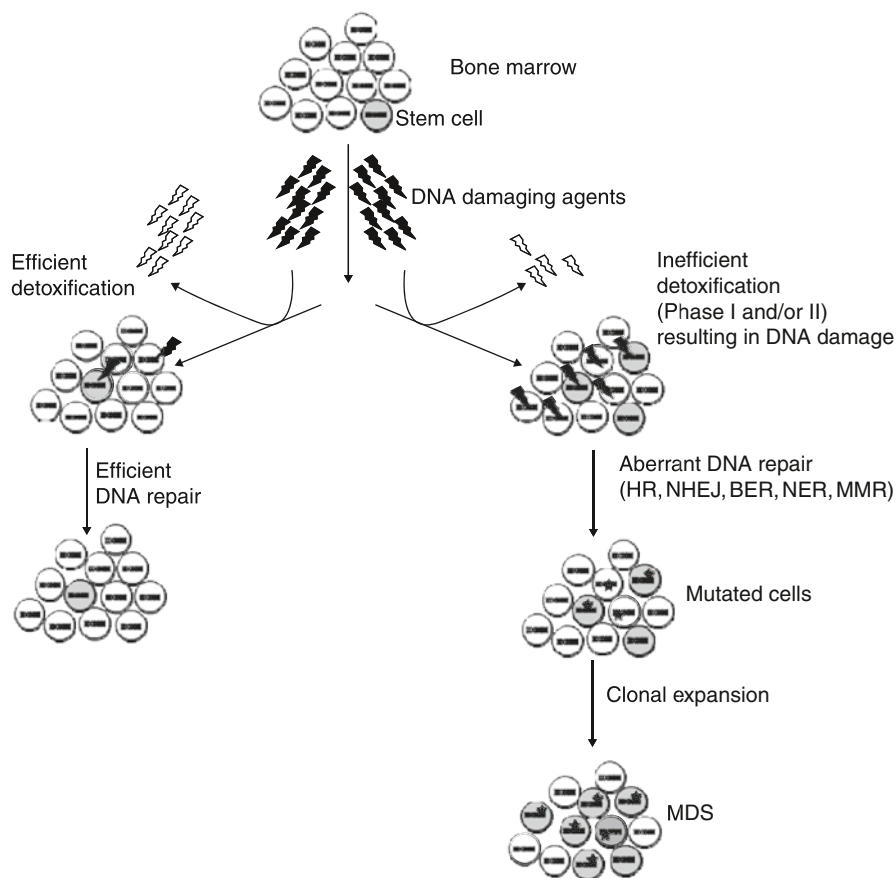 Bone marrow
Stem cell
DNA damaging agents
Efficient
detoxification
Inefficient
detoxification
(Phase I and/or II)
resulting in DNA damage
Efficient
DNA repair
Aberrant DNA repair
(HR, NHEJ, BER, NER, MMR)
Mutated cells
Clonal expansion
MDS